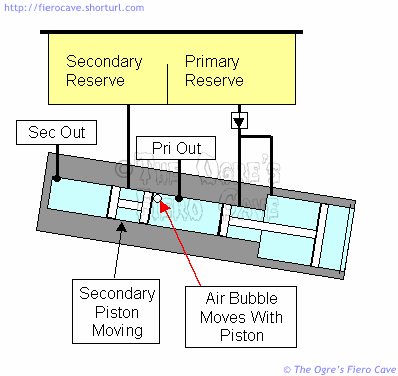 http://fierocave.shorturl.com/
Secondary
Reserve
Primary
Reserve
Sec Out
Pri Out
© The Ogre's
Fiero Cave
Secondary
Piston
Moving
Air Bubble
Moves With
Piston
© The Ogre's Fiero Cave